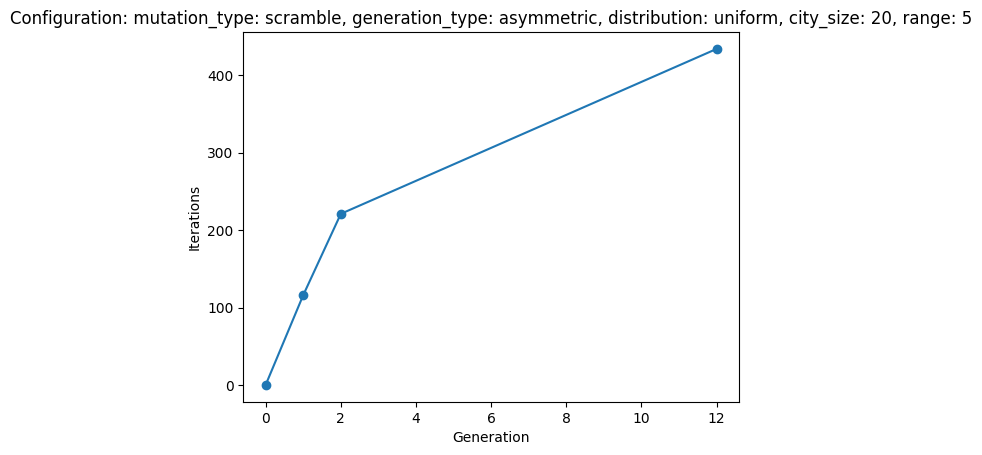 Configuration: mutation_type: scramble, generation_type: asymmetric, distribution: uniform, city_size: 20, range: 5
400
300
200
100
0
Iterations
0 2 4 6 8 10 12
Generation